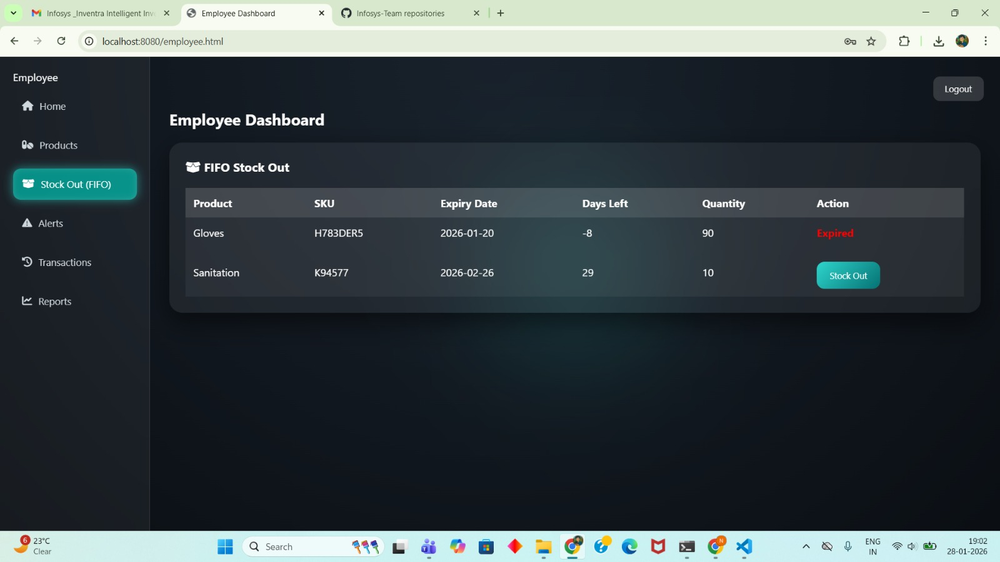 Infosys _Inventra Intelligent Inv
Employee Dashboard
Infosys-Team repositories
localhost:8080/employee.html
Employee
Home
Products
Stock Out (FIFO)
Alerts
Transactions
Reports
Logout
Employee Dashboard
FIFO Stock Out
Product SKU Expiry Date Days Left Quantity Action
Gloves H783DER5 2026-01-20 -8 90 Expired
Sanitation K94577 2026-02-26 29 10 Stock Out
6
23°C
Clear
Search
T
?
N
ENG
IN
19:02
28-01-2026